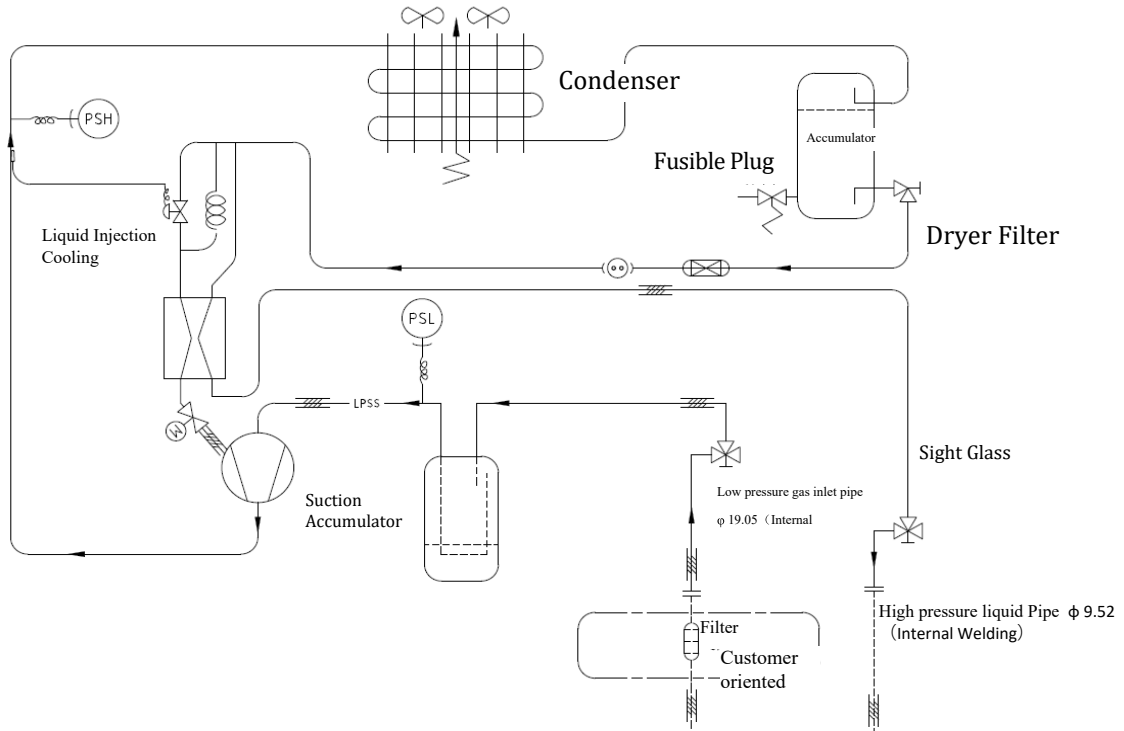 Condenser
PSH
Accumulator
Fusible Plug
Dryer Filter
Liquid Injection
Cooling
PSL
LPSS
Sight Glass
Suction
Accumulator
Low pressure gas inlet pipe
φ 19.05（Internal
M
High pressure liquid Pipe φ 9.52
（Internal Welding）
Filter
Customer
oriented